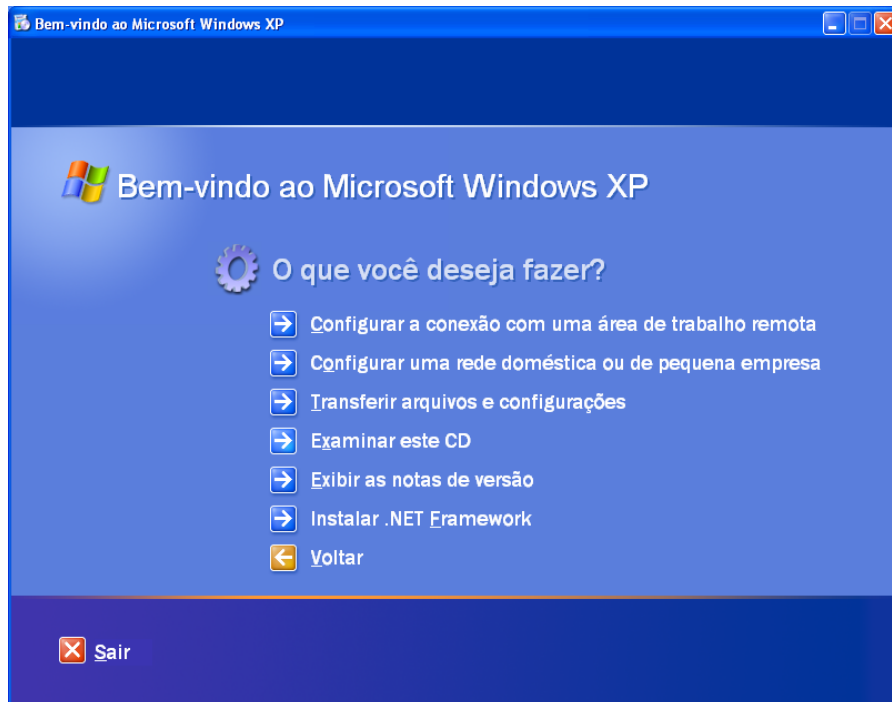 Bem-vindo ao Microsoft Windows XP
Bem-vindo ao Microsoft Windows XP
O que você deseja fazer?
Configurar a conexão com uma área de trabalho remota
Configurar uma rede doméstica ou de pequena empresa
Transferir arquivos e configurações
Examinar este CD
Exibir as notas de versão
Instalar .NET Framework
Voltar
Sair